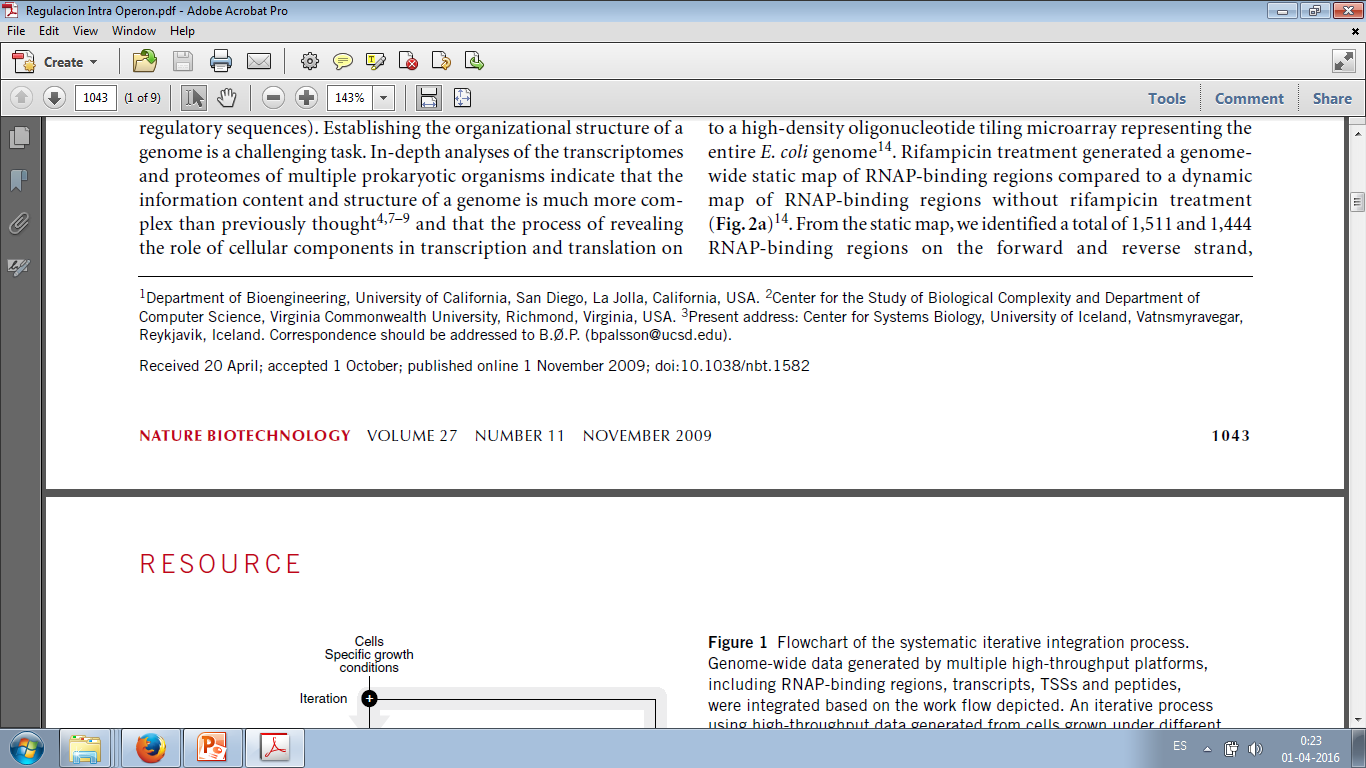 Regulacion Intra Operon.pdf - Adobe Acrobat Pro
File Edit View Window Help
Create
1043 (1 of 9) 143% Tools Comment Share
regulatory sequences). Establishing the organizational structure of a
genome is a challenging task. In-depth analyses of the transcriptomes
and proteomes of multiple prokaryotic organisms indicate that the
information content and structure of a genome is much more com-
plex than previously thought4,7–9 and that the process of revealing
the role of cellular components in transcription and translation on
to a high-density oligonucleotide tiling microarray representing the
entire E. coli genome14. Rifampicin treatment generated a genome-
wide static map of RNAP-binding regions compared to a dynamic
map of RNAP-binding regions without rifampicin treatment
(Fig. 2a)14. From the static map, we identified a total of 1,511 and 1,444
RNAP-binding regions on the forward and reverse strand,
1Department of Bioengineering, University of California, San Diego, La Jolla, California, USA. 2Center for the Study of Biological Complexity and Department of
Computer Science, Virginia Commonwealth University, Richmond, Virginia, USA. 3Present address: Center for Systems Biology, University of Iceland, Vatnsmyravegar,
Reykjavik, Iceland. Correspondence should be addressed to B.Ø.P. (bpalsson@ucsd.edu).
Received 20 April; accepted 1 October; published online 1 November 2009; doi:10.1038/nbt.1582
NATURE BIOTECHNOLOGY VOLUME 27 NUMBER 11 NOVEMBER 2009 1043
RESOURCE
Cells
Specific growth
conditions
Iteration +
Figure 1 Flowchart of the systematic iterative integration process.
Genome-wide data generated by multiple high-throughput platforms,
including RNAP-binding regions, transcripts, TSSs and peptides,
were integrated based on the work flow depicted. An iterative process
using high-throughput data generated from cells grown under different
ES 0:23
01-04-2016